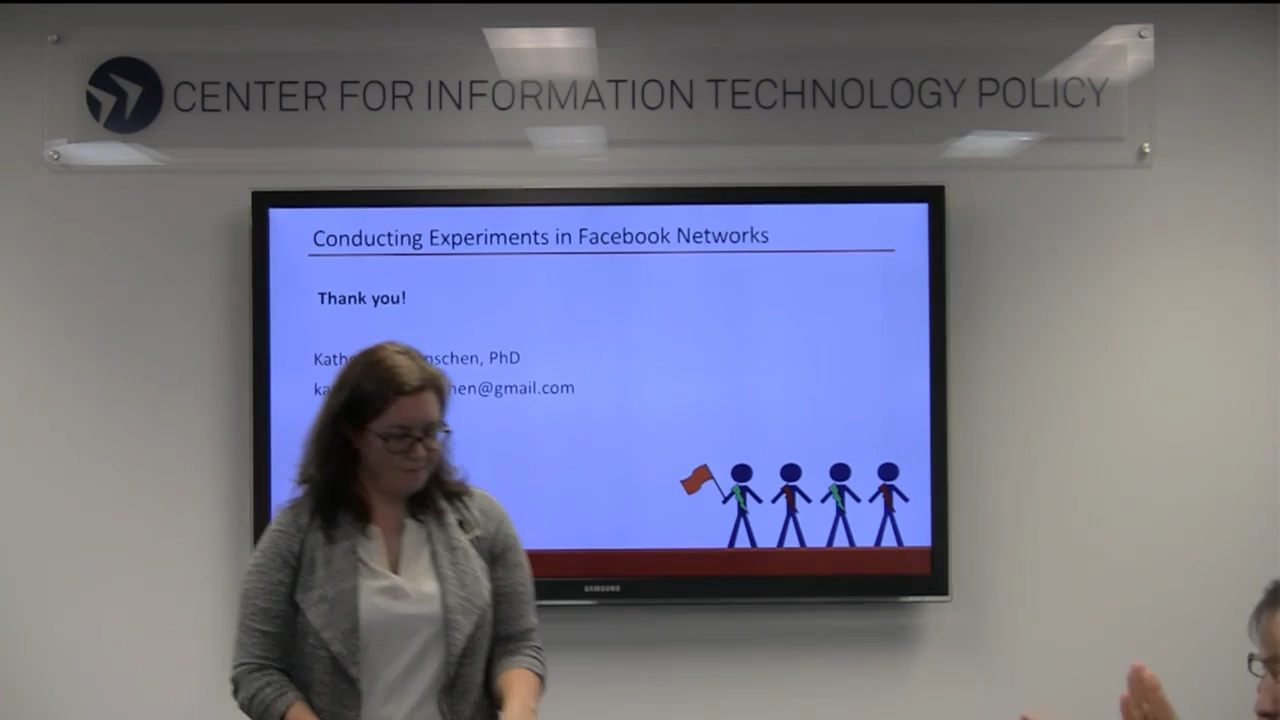 CENTER FOR INFORMATION TECHNOLOGY POLICY
Conducting Experiments in Facebook Networks
Thank you!
Kath nschen, PhD
ka hen@gmail.com
SAMSUNG